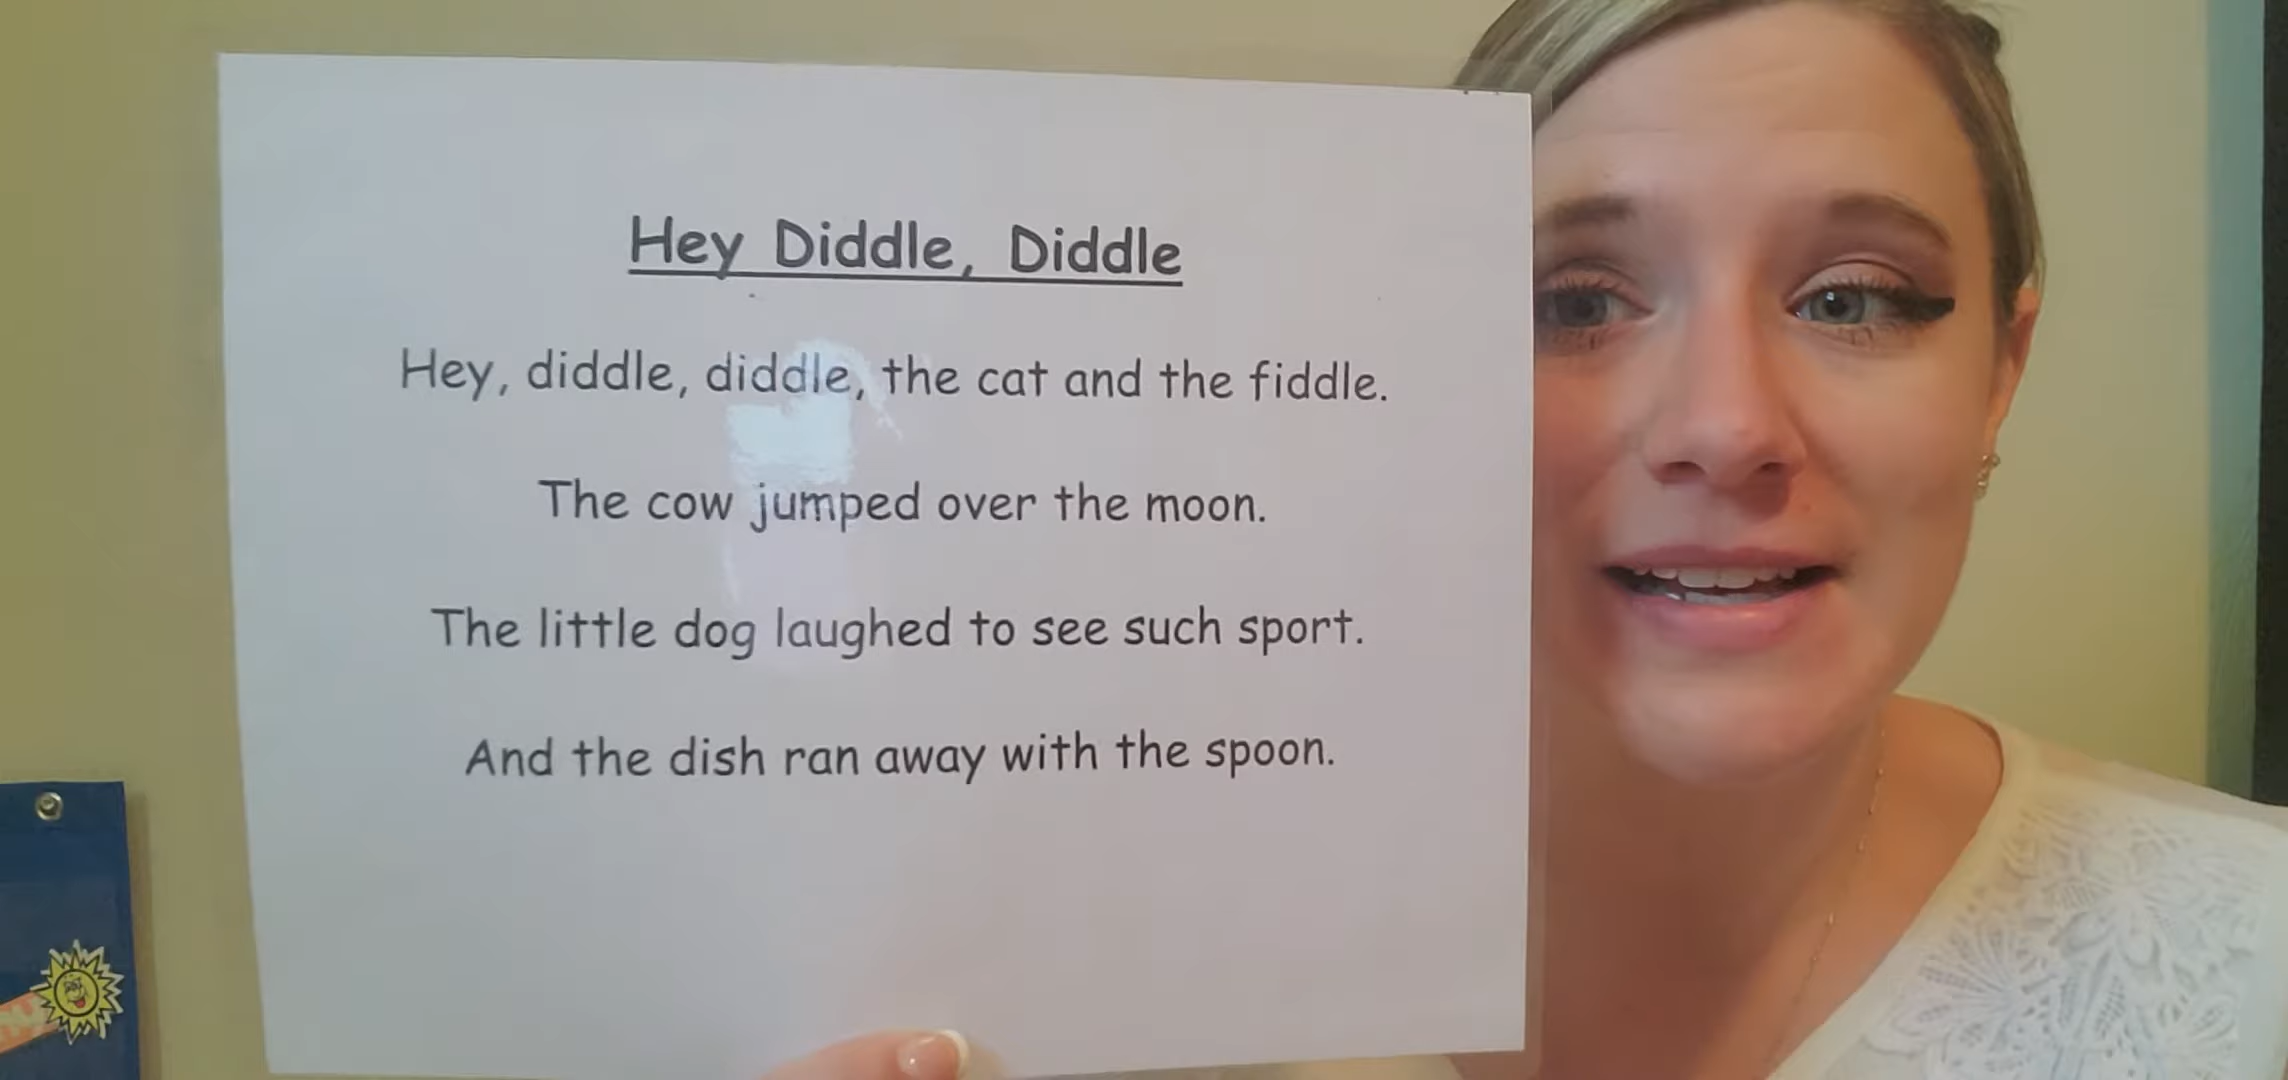 Hey Diddle, Diddle
Hey, diddle, diddle, the cat and the fiddle.
The cow jumped over the moon.
The little dog laughed to see such sport.
And the dish ran away with the spoon.